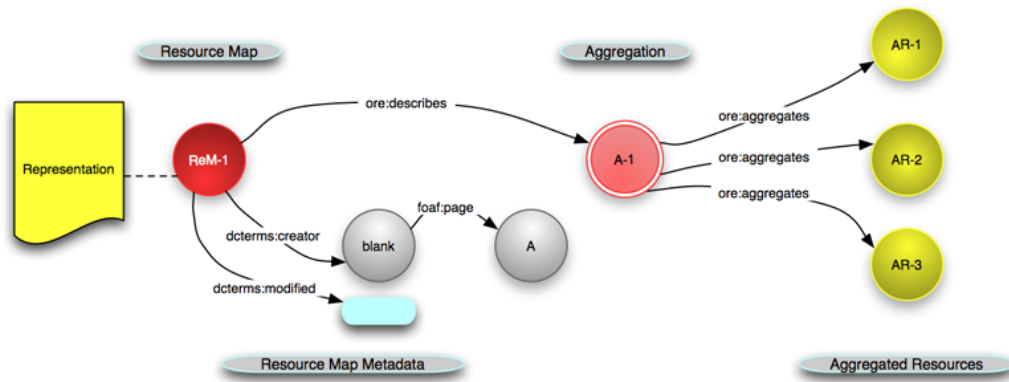 Resource Map
Aggregation
AR-1
ore:describes
ore:aggregates
Representation
ReM-1
A-1
ore:aggregates
AR-2
ore:aggregates
foaf:page
dcterms:creator
blank
A
AR-3
dcterms:modified
Resource Map Metadata
Aggregated Resources